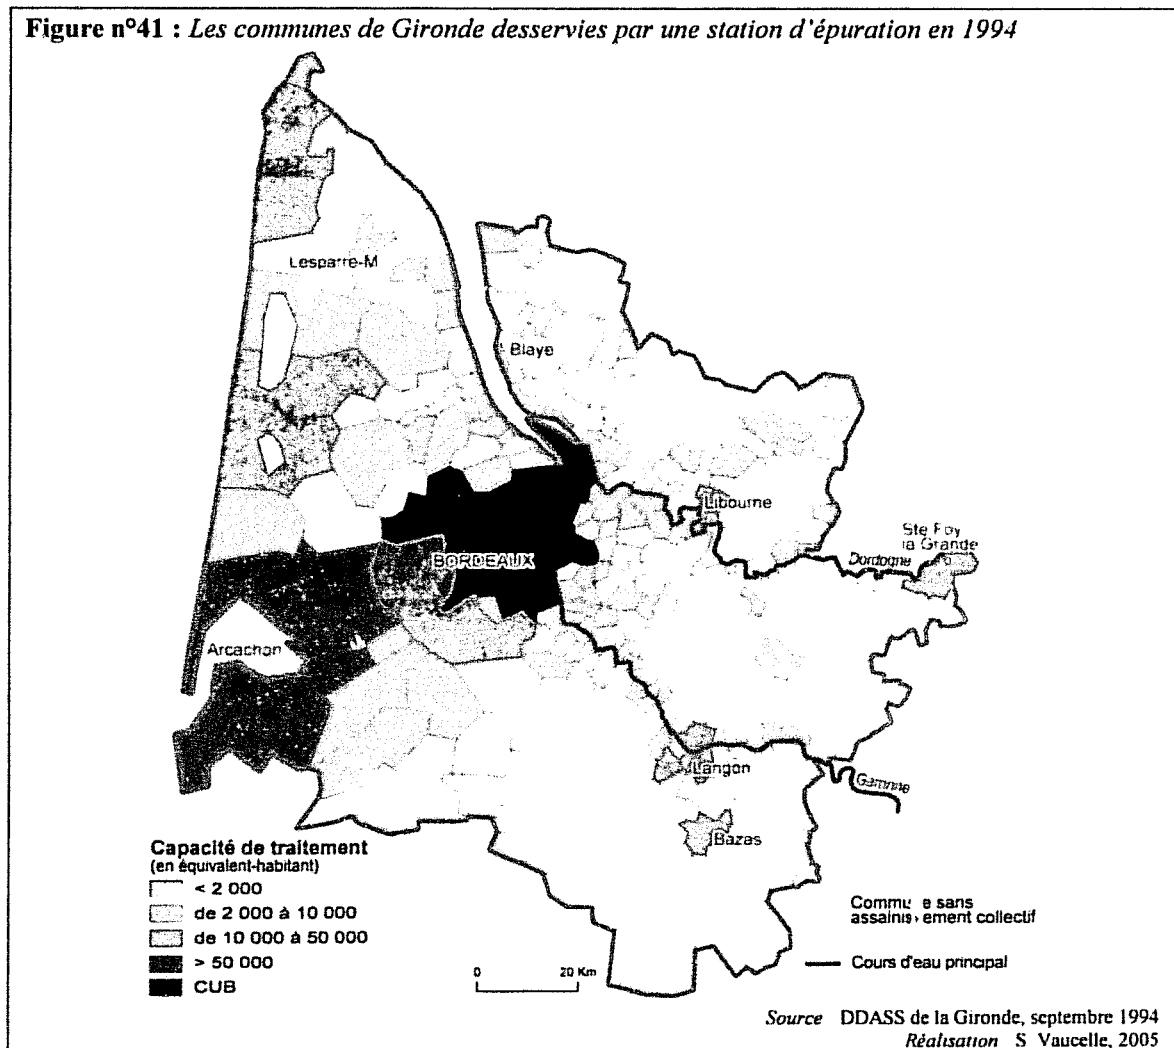 Figure n°41 : Les communes de Gironde desservies par une station d'épuration en 1994
Lesparre-M
Blaye
Libourne
Ste Foy
la Grande
Dordogne
BORDEAUX
Arcachon
Langon
Garonne
Bazas
Capacité de traitement
(en équivalent-habitant)
< 2 000
de 2 000 à 10 000
de 10 000 à 50 000
> 50 000
CUB
0 20 Km
Commune sans
assainissement collectif
Cours d'eau principal
Source DDASS de la Gironde, septembre 1994
Réalisation S Vaucelle, 2005